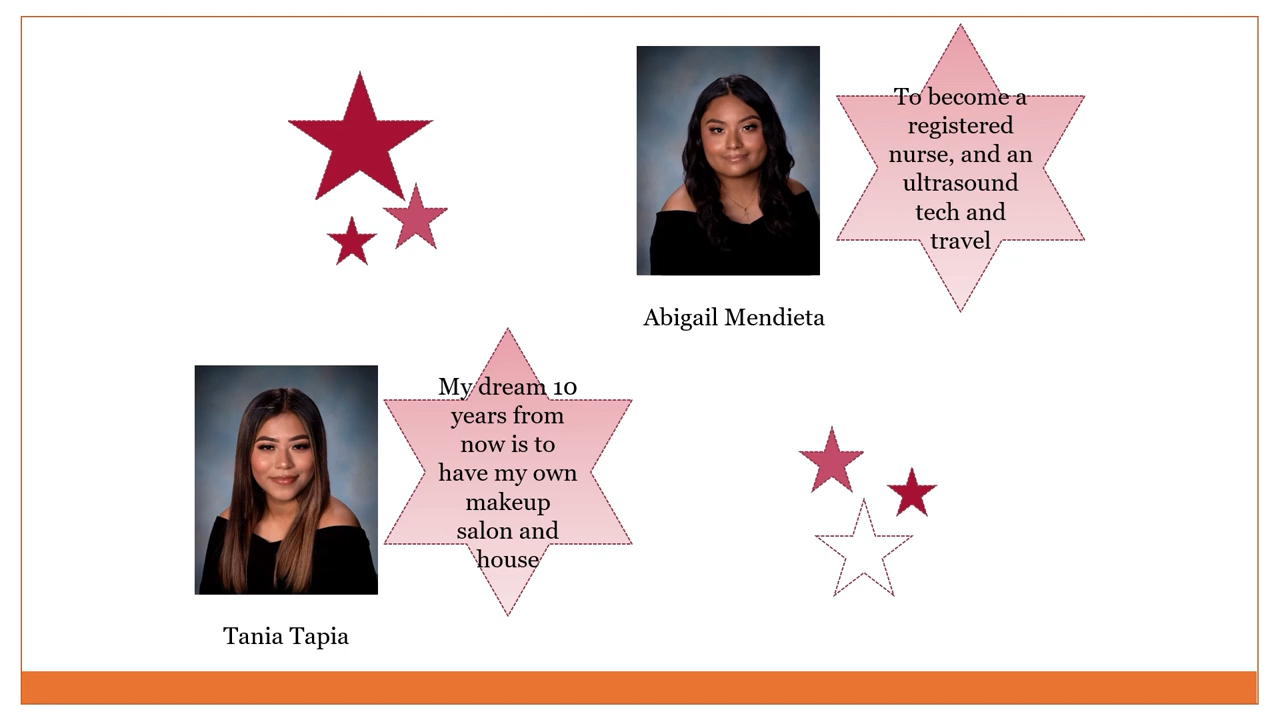 To become a
registered
nurse, and an
ultrasound
tech and
travel
Abigail Mendieta
My dream 10
years from
now is to
have my own
makeup
salon and
house
Tania Tapia